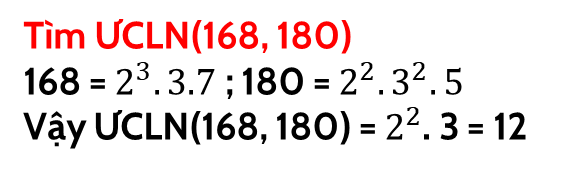 Tìm ƯCLN(168, 180)
168 = 2³ . 3.7 ; 180 = 2² . 3² . 5
Vậy ƯCLN(168, 180) = 2² . 3 = 12